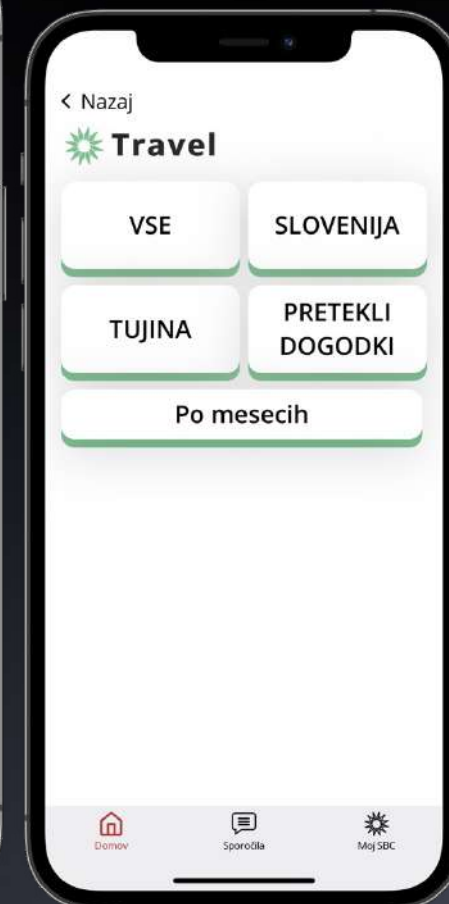 < Nazaj
Travel
VSE
SLOVENIJA
TUJINA
PRETEKLI
DOGODKI
Po mesecih
Domov
Sporočila
Moj SBC